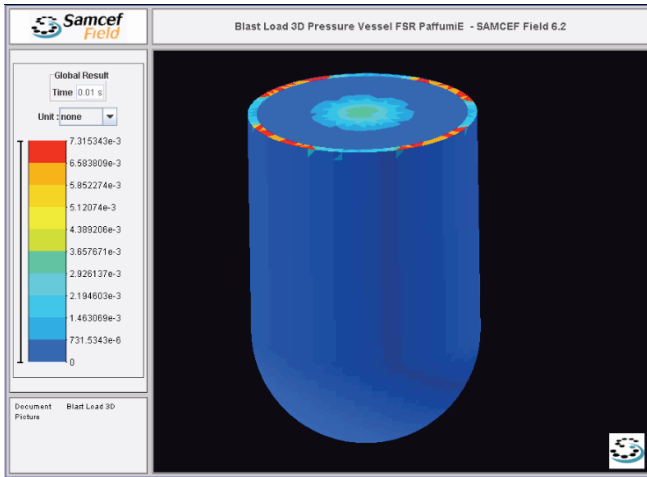 Samcef
Field
Blast Load 3D Pressure Vessel FSR PaffumiE - SAMCEF Field 6.2
Global Result
Time 0.01 s
Unit : none
7.315343e-3
6.583809e-3
5.852274e-3
5.12074e-3
4.389206e-3
3.657671e-3
2.926137e-3
2.194603e-3
1.463069e-3
731.5343e-6
0
Document Blast Load 3D
Picture